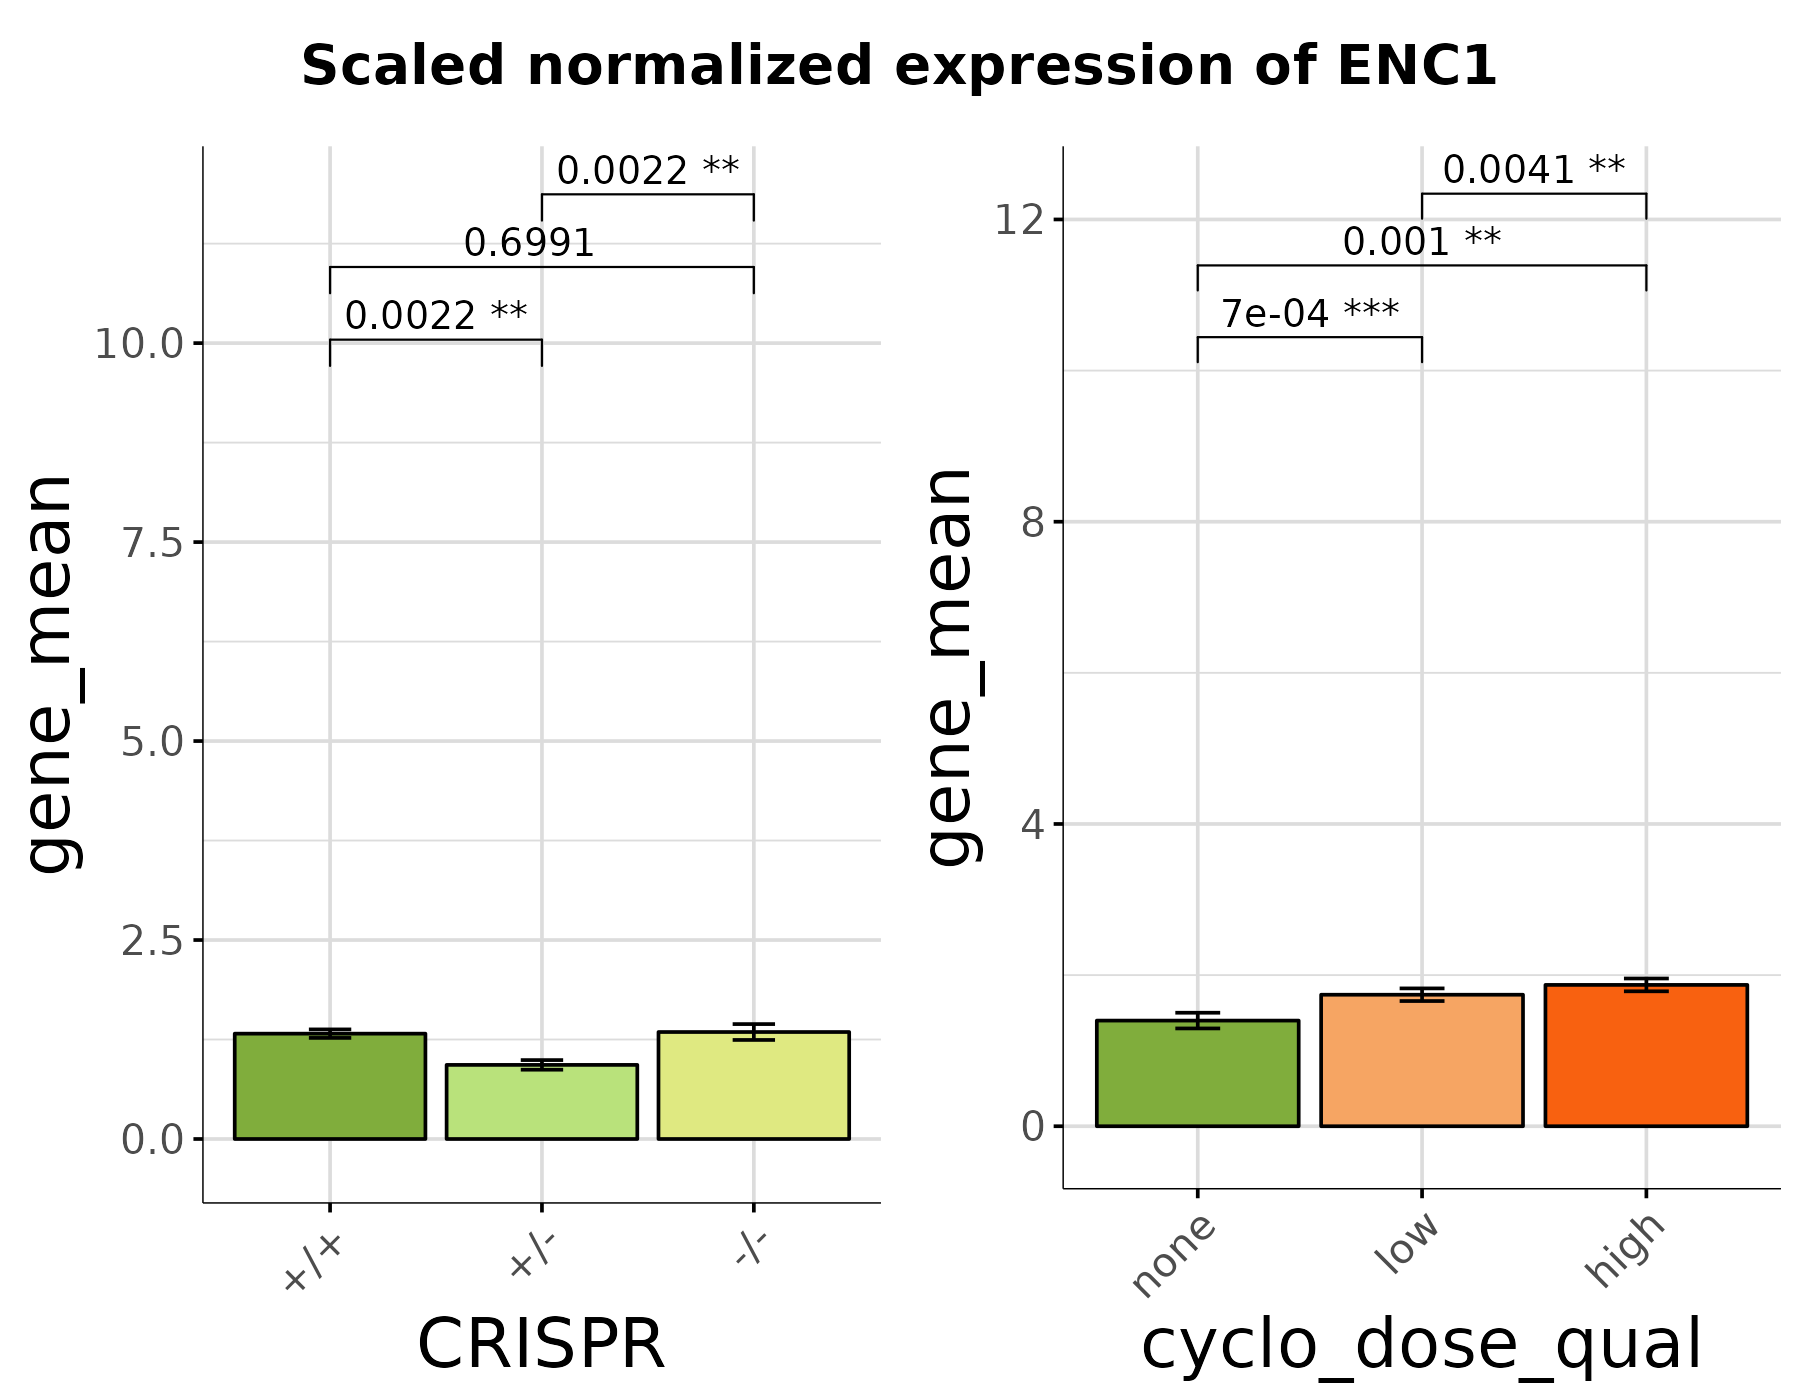 Scaled normalized expression of ENC1
gene_mean
0.0022 **
0.6991
0.0022 **
10.0
7.5
5.0
2.5
0.0
+/+
+/-
-/-
CRISPR
gene_mean
0.0041 **
0.001 **
7e-04 ***
12
8
4
0
none
low
high
cyclo_dose_qual